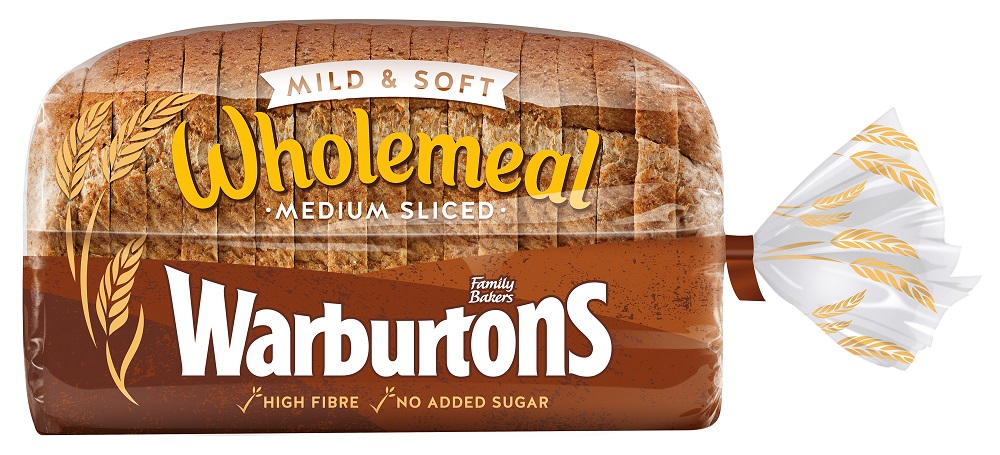 MILD & SOFT
Wholemeal
·MEDIUM SLICED·
Family
Bakers
Warburtons
HIGH FIBRE NO ADDED SUGAR